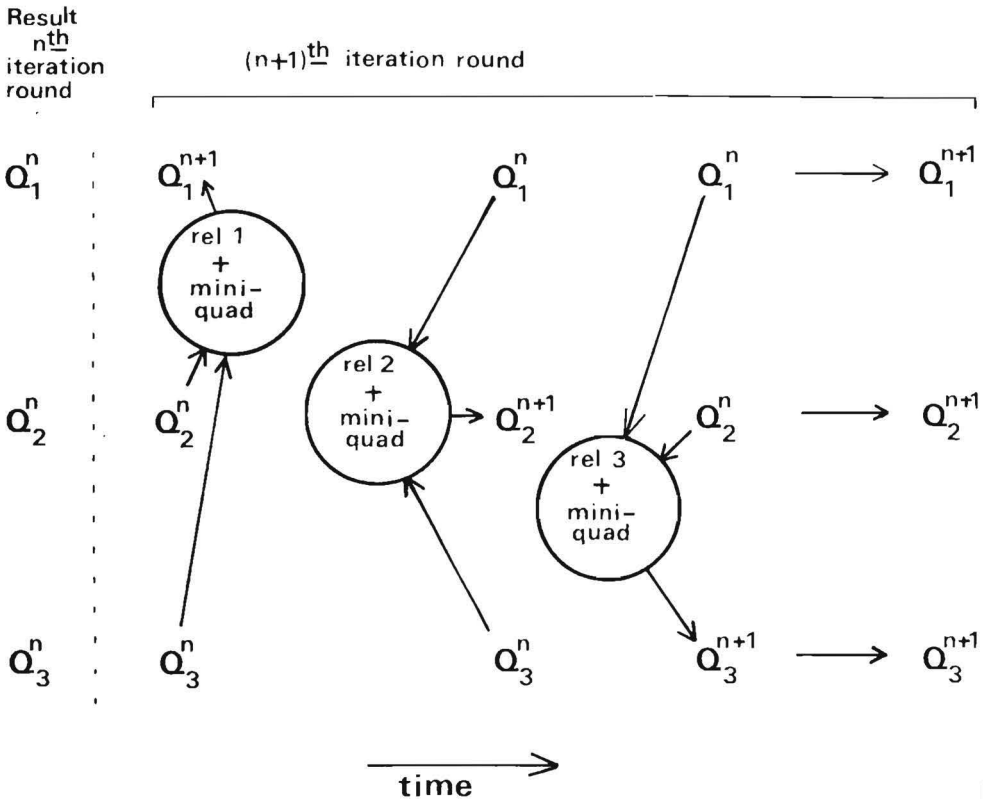 Result
nth
iteration
round
(n+1)th iteration round
Q₁ⁿ Q₁ⁿ⁺¹ Q₁ⁿ Q₁ⁿ → Q₁ⁿ⁺¹
rel 1
+
mini-
quad
rel 2
+
mini-
quad
Q₂ⁿ Q₂ⁿ Q₂ⁿ⁺¹ Q₂ⁿ → Q₂ⁿ⁺¹
rel 3
+
mini-
quad
Q₃ⁿ Q₃ⁿ Q₃ⁿ Q₃ⁿ⁺¹ → Q₃ⁿ⁺¹
time